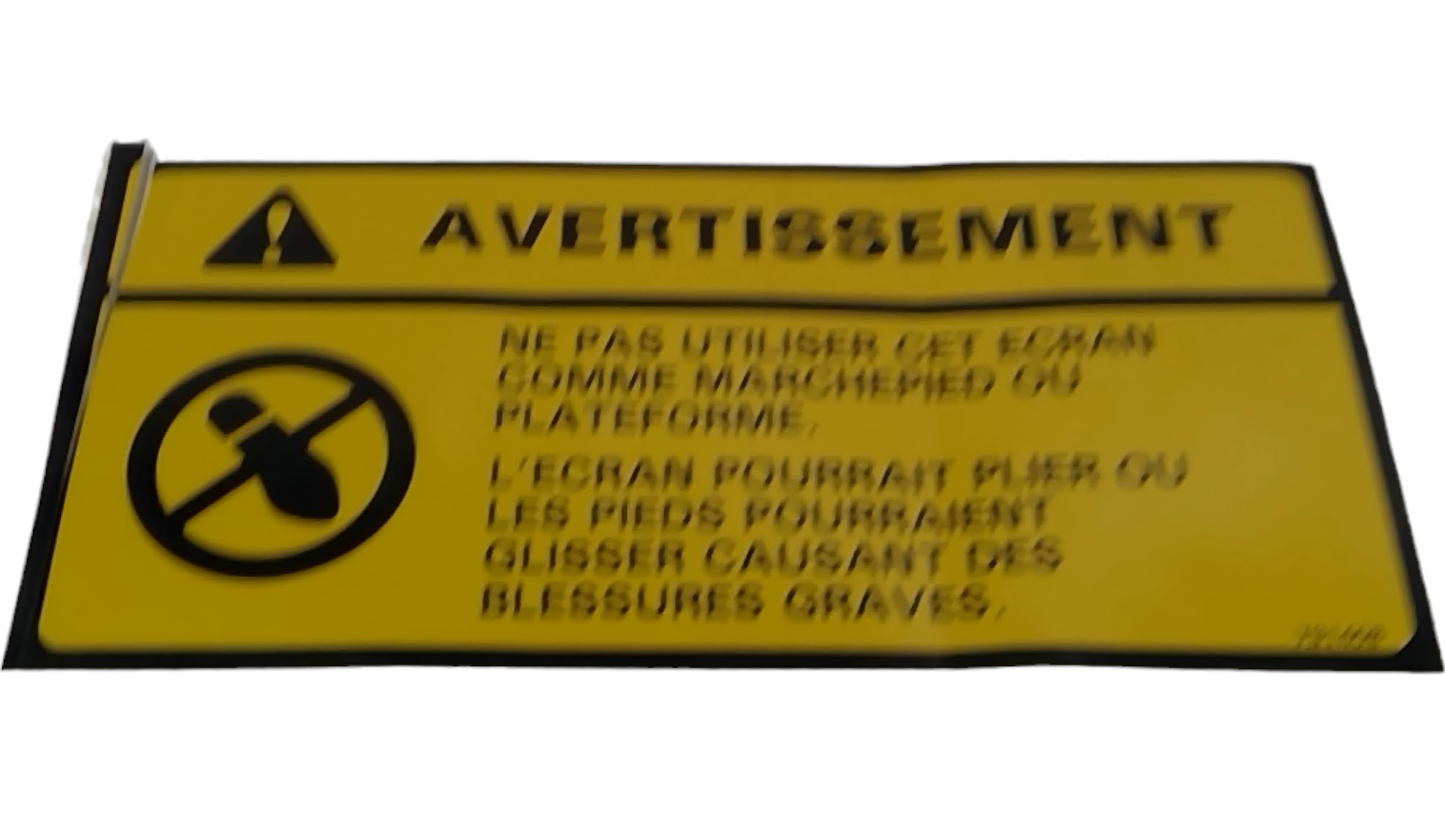 AVERTISSEMENT
NE PAS UTILISER CET ECRAN
COMME MARCHEPIED OU
PLATEFORME.
L'ECRAN POURRAIT PLIER OU
LES PIEDS POURRAIENT
GLISSER CAUSANT DES
BLESSURES GRAVES.